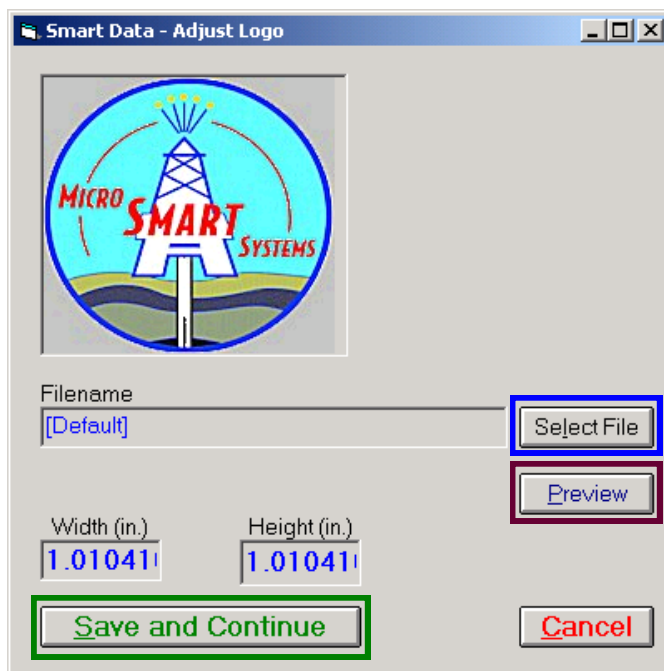 Smart Data - Adjust Logo
MICRO SMART SYSTEMS
Filename
[Default]
Select File
Preview
Width (in.)
Height (in.)
1.01041
1.01041
Save and Continue
Cancel